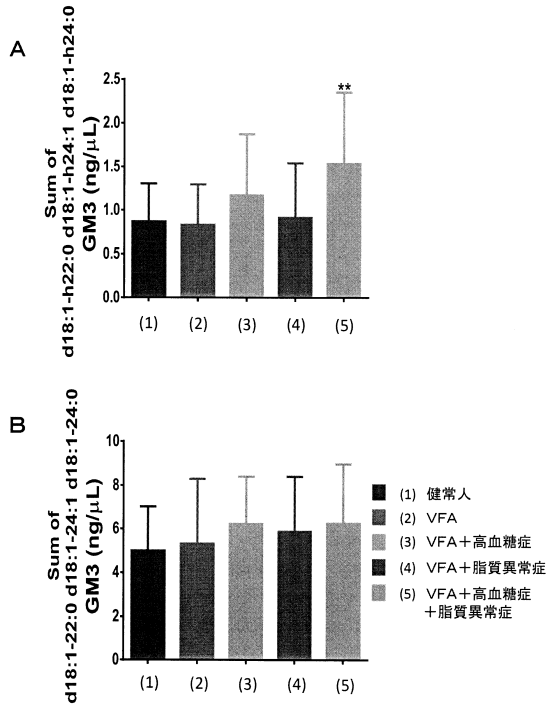 A
Sum of
d18:1-h22:0 d18:1-h24:1 d18:1-h24:0
GM3 (ng/µL)
2.5
2.0
1.5
1.0
0.5
0.0
**
(1) (2) (3) (4) (5)
B
Sum of
d18:1-22:0 d18:1-24:1 d18:1-24:0
GM3 (ng/µL)
10
8
6
4
2
0
(1) (2) (3) (4) (5)
(1) 健常人
(2) VFA
(3) VFA+高血糖症
(4) VFA+脂質異常症
(5) VFA+高血糖症
+脂質異常症